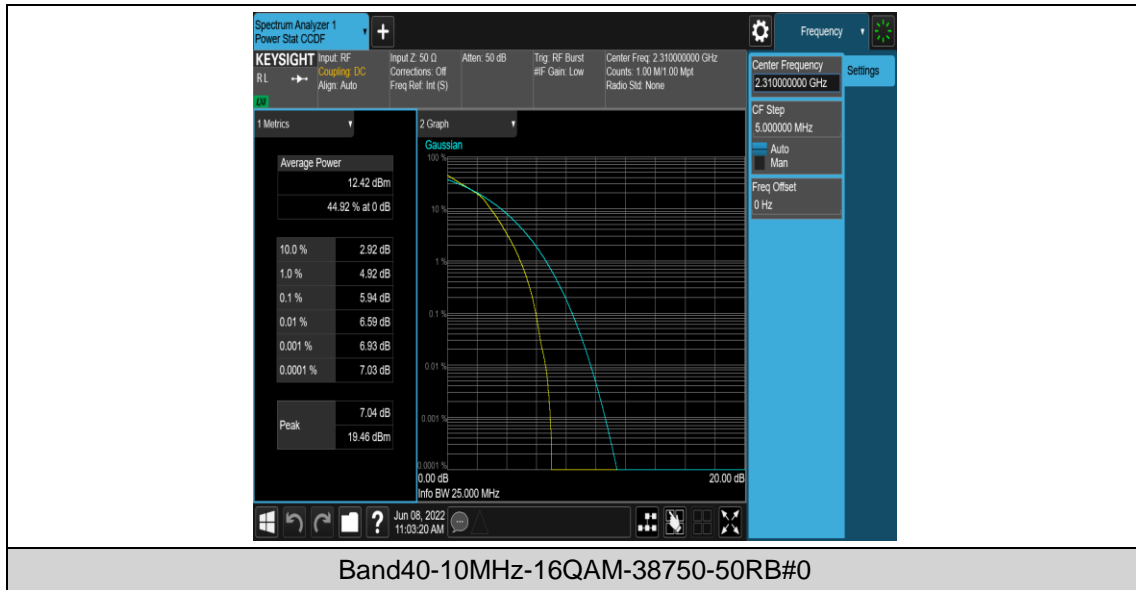 Spectrum Analyzer 1
Power Stat CCDF
+
Frequency
KEYSIGHT
RL
LXI
Input: RF
Coupling: DC
Align: Auto
Input Z: 50 Ω
Corrections: Off
Freq Ref: Int (S)
Atten: 50 dB
Trig: RF Burst
#IF Gain: Low
Center Freq: 2.310000000 GHz
Counts: 1.00 M/1.00 Mpt
Radio Std: None
Center Frequency
2.310000000 GHz
Settings
CF Step
5.000000 MHz
Auto
Man
Freq Offset
0 Hz
1 Metrics
Average Power
12.42 dBm
44.92 % at 0 dB
10.0 % 2.92 dB
1.0 % 4.92 dB
0.1 % 5.94 dB
0.01 % 6.59 dB
0.001 % 6.93 dB
0.0001 % 7.03 dB
Peak
7.04 dB
19.46 dBm
2 Graph
Gaussian
100 %
10 %
1 %
0.1 %
0.01 %
0.001 %
0.0001 %
0.00 dB 20.00 dB
Info BW 25.000 MHz
?
Jun 08, 2022
11:03:20 AM
Band40-10MHz-16QAM-38750-50RB#0